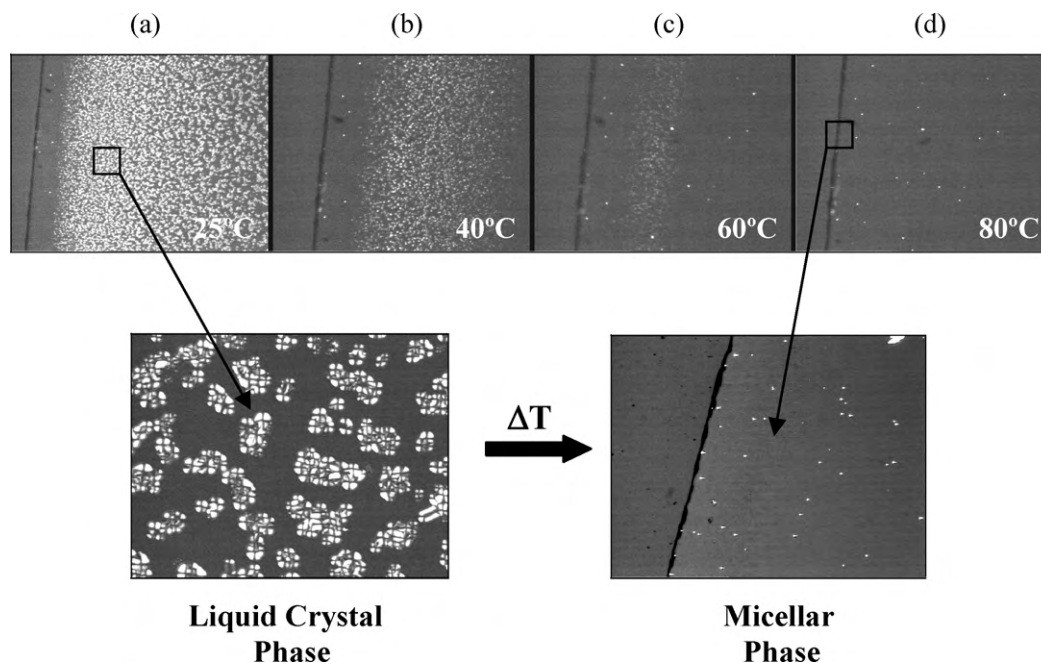 (a) (b) (c) (d)
25ºC 40ºC 60ºC 80ºC
ΔT
Liquid Crystal
Phase
Micellar
Phase